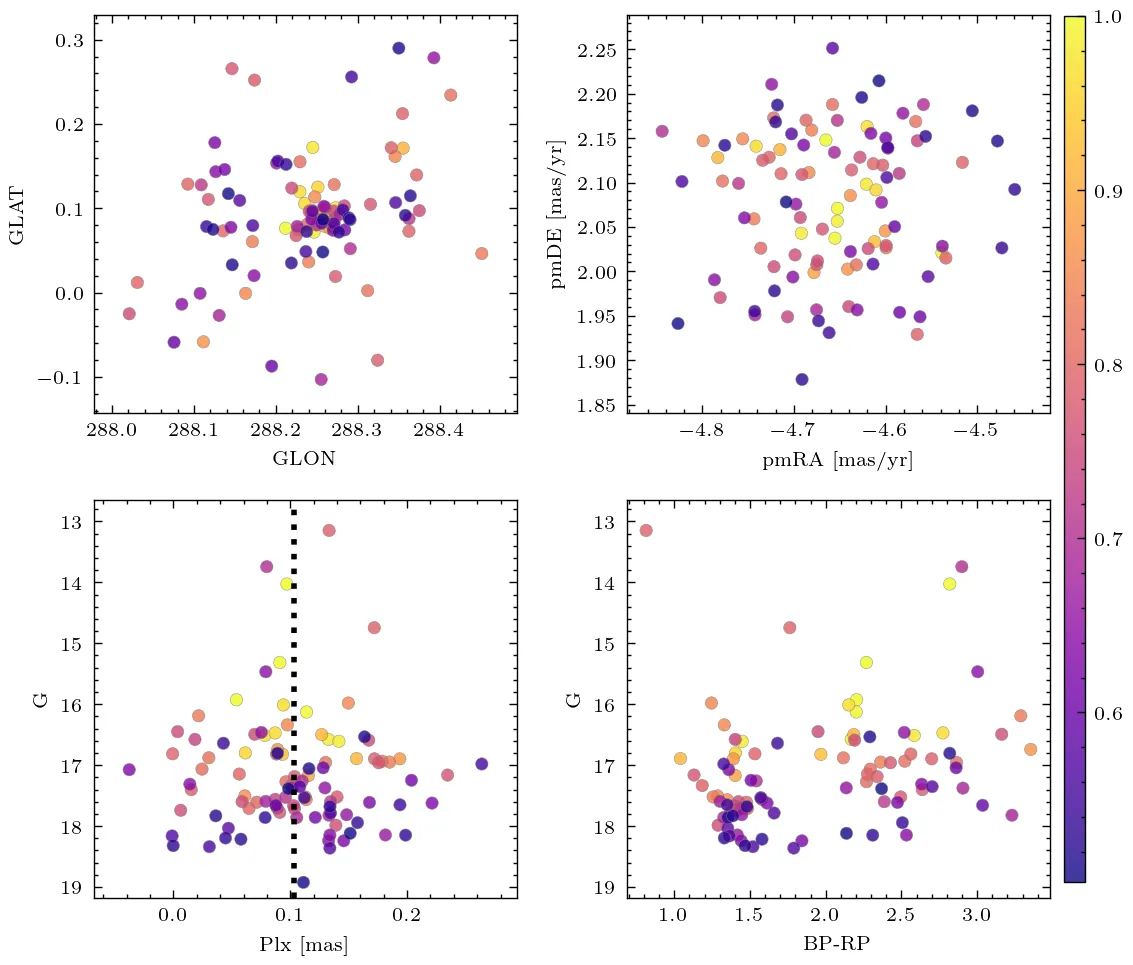 0.3
0.2
0.1
0.0
−0.1
GLAT
288.0 288.1 288.2 288.3 288.4
GLON
2.25
2.20
2.15
2.10
2.05
2.00
1.95
1.90
1.85
pmDE [mas/yr]
−4.8 −4.7 −4.6 −4.5
pmRA [mas/yr]
1.0
0.9
0.8
0.7
0.6
13
14
15
16
17
18
19
G
0.0 0.1 0.2
Plx [mas]
13
14
15
16
17
18
19
G
1.0 1.5 2.0 2.5 3.0
BP-RP